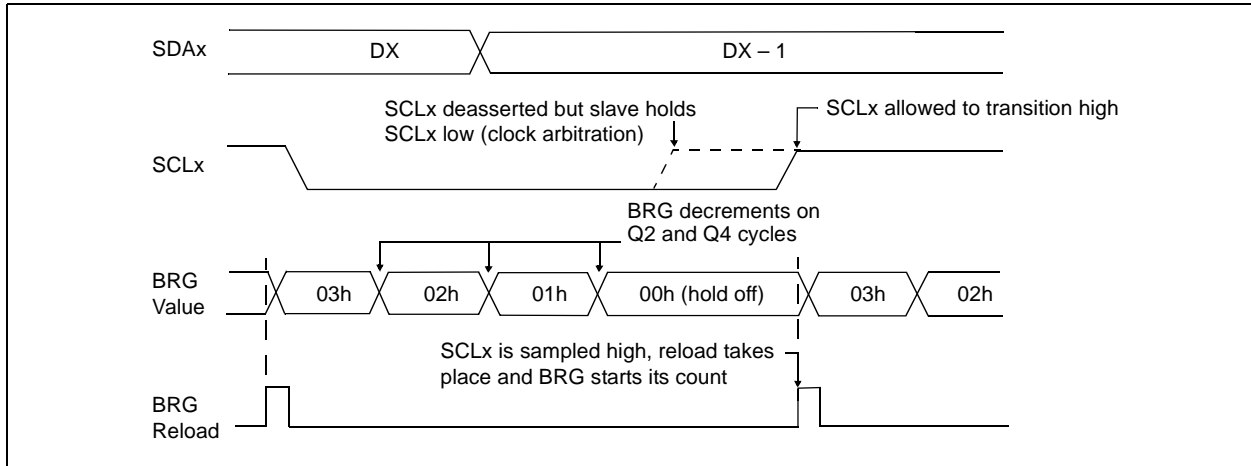 SDAx
DX
DX – 1
SCLx deasserted but slave holds
SCLx low (clock arbitration)
SCLx allowed to transition high
SCLx
BRG decrements on
Q2 and Q4 cycles
BRG
Value
03h
02h
01h
00h (hold off)
03h
02h
SCLx is sampled high, reload takes
place and BRG starts its count
BRG
Reload